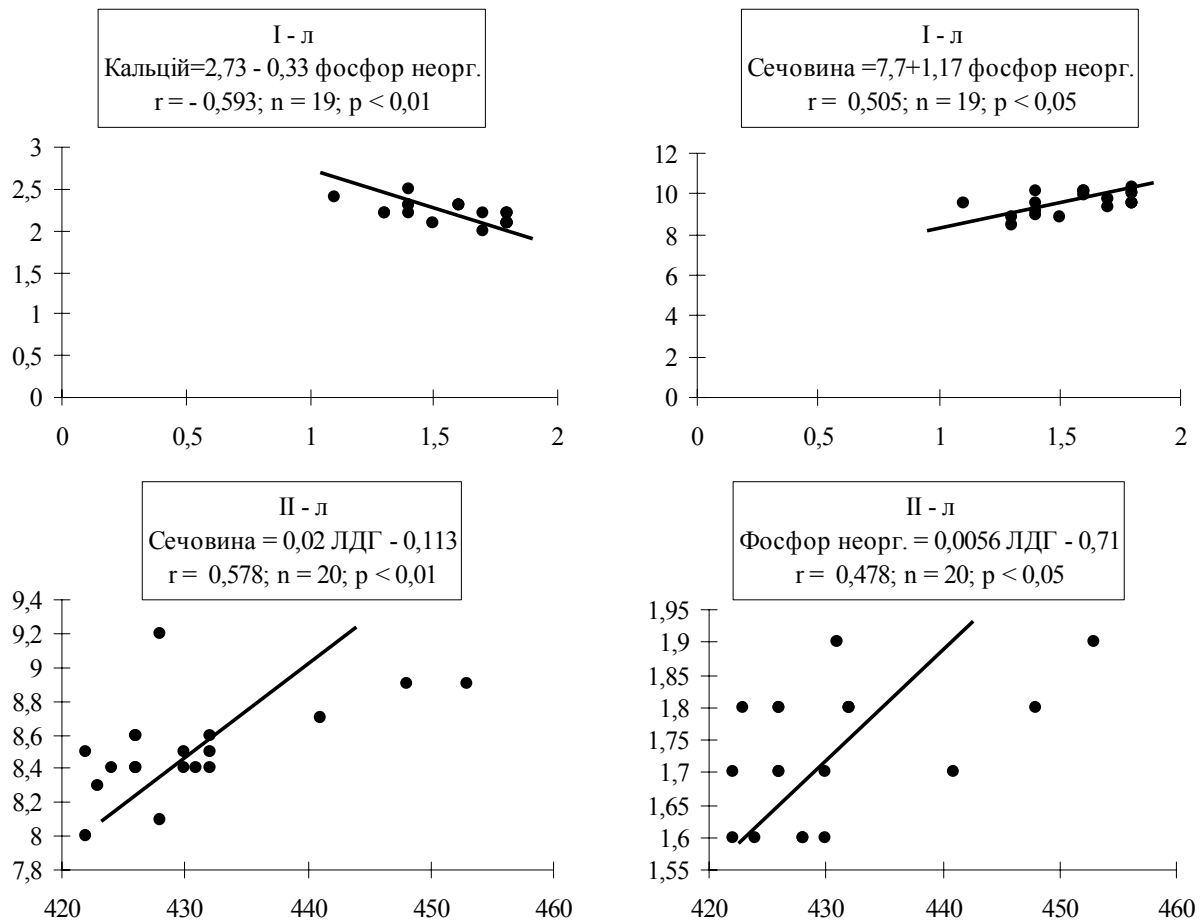 I - л
Кальцій=2,73 - 0,33 фосфор неорг.
r = - 0,593; n = 19; p < 0,01
3
2,5
2
1,5
1
0,5
0
0 0,5 1 1,5 2
I - л
Сечовина =7,7+1,17 фосфор неорг.
r = 0,505; n = 19; p < 0,05
12
10
8
6
4
2
0
0 0,5 1 1,5 2
II - л
Сечовина = 0,02 ЛДГ - 0,113
r = 0,578; n = 20; p < 0,01
9,4
9,2
9
8,8
8,6
8,4
8,2
8
7,8
420 430 440 450 460
II - л
Фосфор неорг. = 0,0056 ЛДГ - 0,71
r = 0,478; n = 20; p < 0,05
1,95
1,9
1,85
1,8
1,75
1,7
1,65
1,6
1,55
420 430 440 450 460